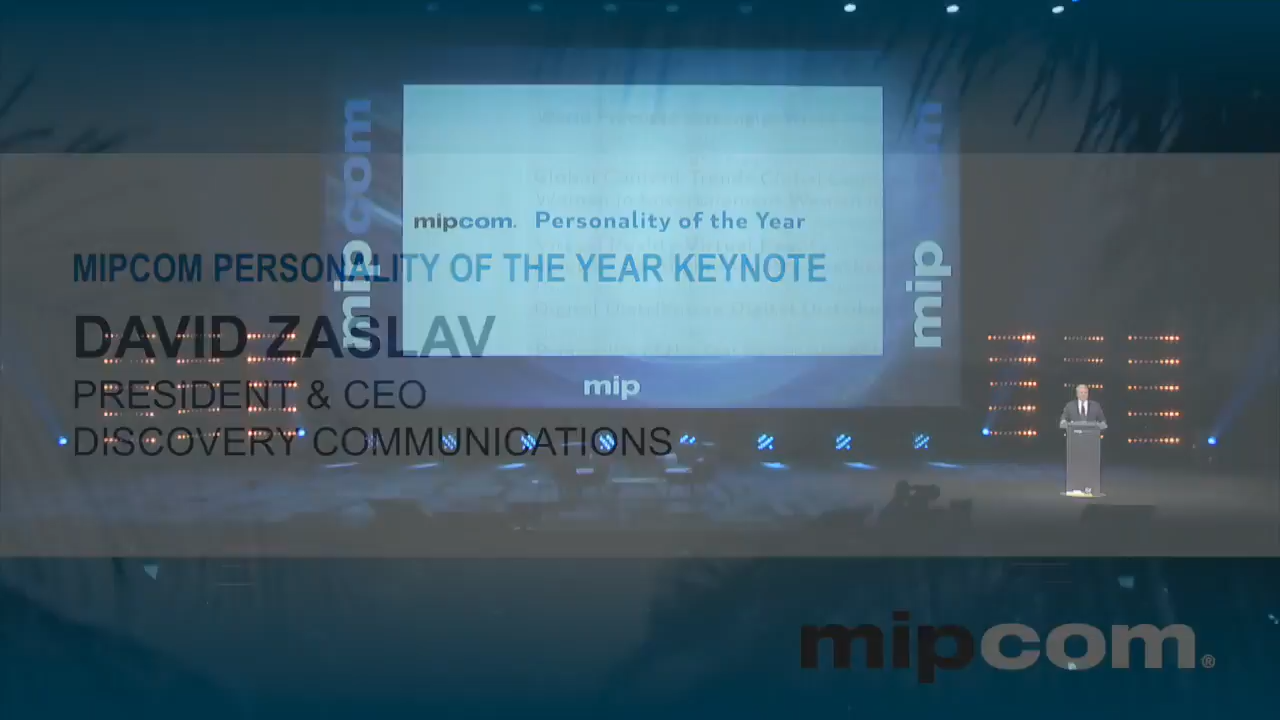 mipcom
mipcom
mipcom. Personality of the Year
MIPCOM PERSONALITY OF THE YEAR KEYNOTE
DAVID ZASLAV
PRESIDENT & CEO
DISCOVERY COMMUNICATIONS
mip
mipcom®